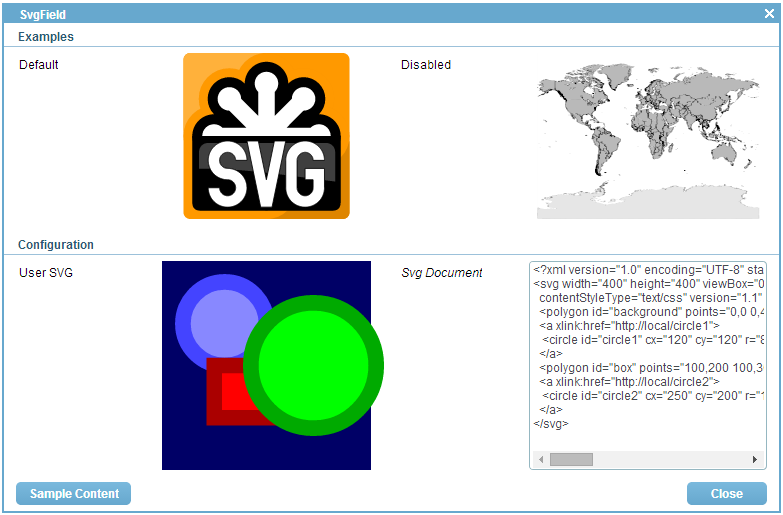 SvgField
Examples
Default
SVG
Disabled
Configuration
User SVG
Svg Document
<?xml version="1.0" encoding="UTF-8" sta
<svg width="400" height="400" viewBox="0
contentStyleType="text/css" version="1.1"
<polygon id="background" points="0,0 0,4
<a xlink:href="http://local/circle1">
<circle id="circle1" cx="120" cy="120" r="8
</a>
<polygon id="box" points="100,200 100,3
<a xlink:href="http://local/circle2">
<circle id="circle2" cx="250" cy="200" r="1
</a>
</svg>
Sample Content
Close